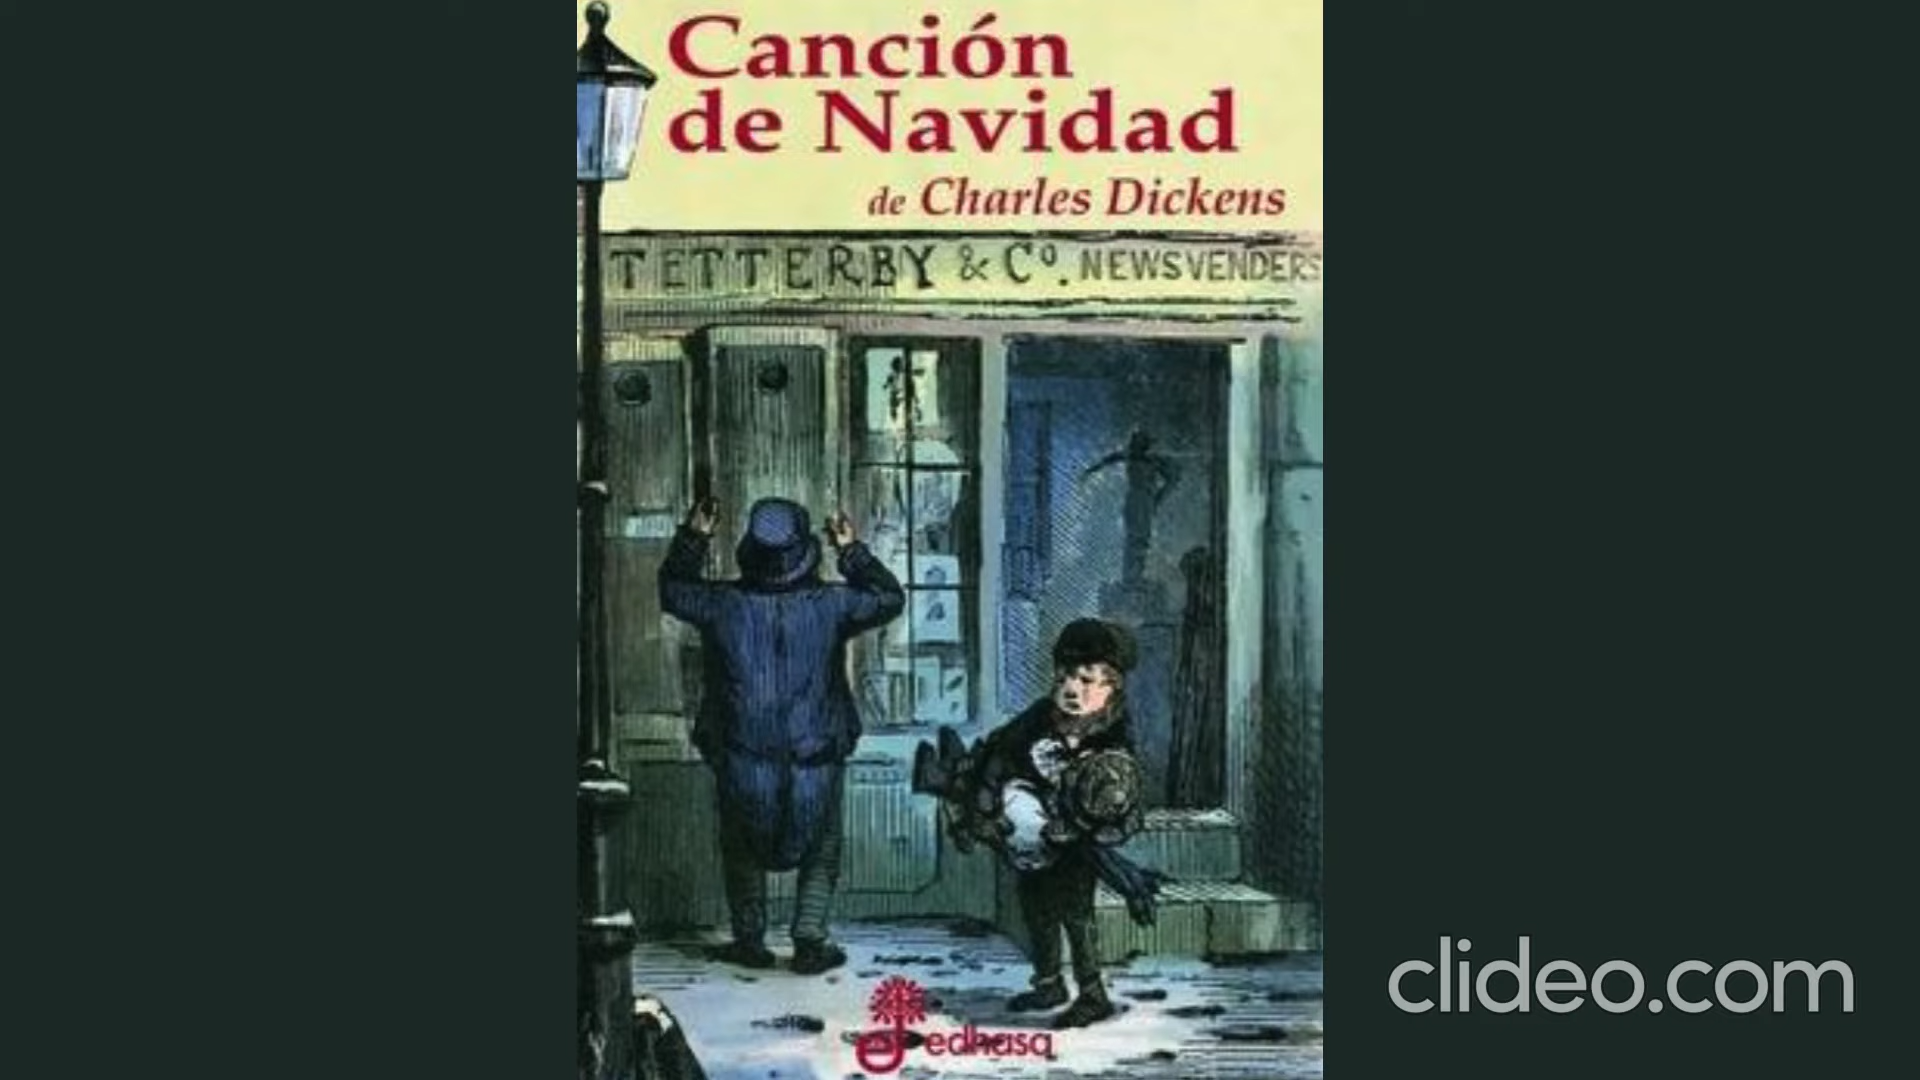 Canción
de Navidad
de Charles Dickens
TETTERBY & Co. NEWSVENDERS
edhasa
clideo.com